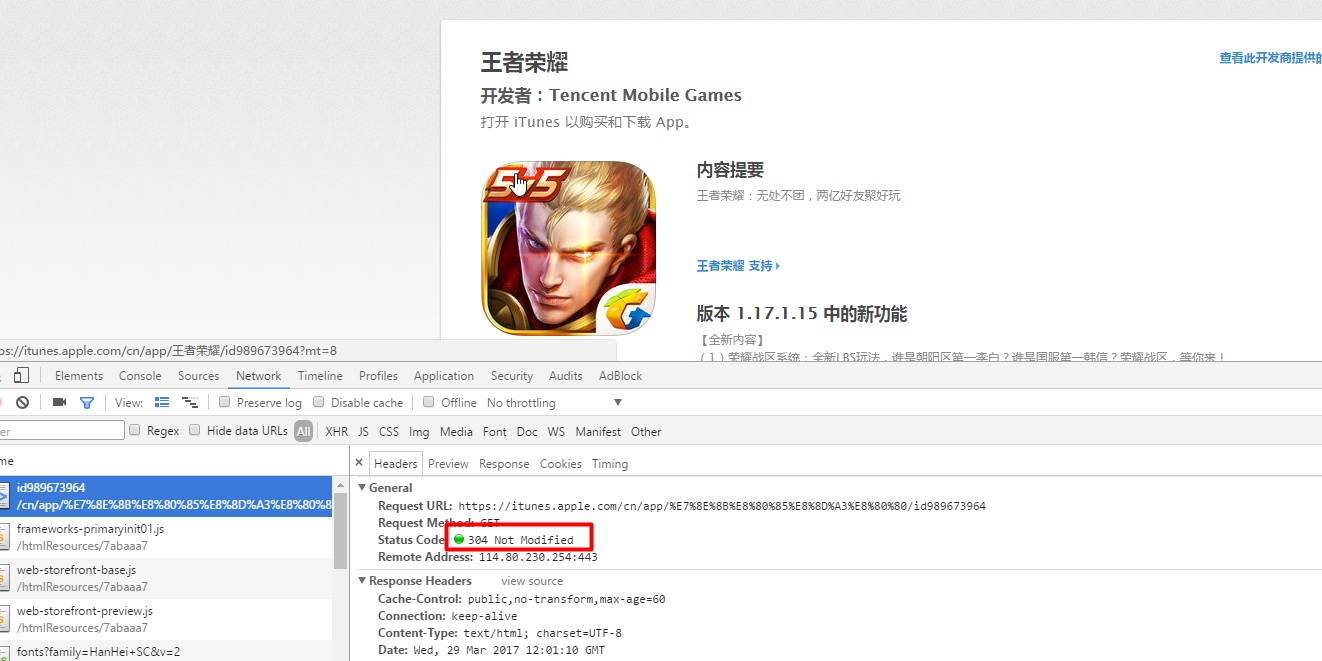 王者荣耀
查看此开发商提供的
开发者：Tencent Mobile Games
打开 iTunes 以购买和下载 App。
5v5
内容提要
王者荣耀：无处不团，两亿好友聚好玩
王者荣耀 支持
版本 1.17.1.15 中的新功能
【全新内容】
（1）荣耀战区系统：全新LBS玩法，谁是朝阳区第一李白？谁是国服第一韩信？荣耀战区，等你来！
ps://itunes.apple.com/cn/app/王者荣耀/id989673964?mt=8
Elements Console Sources Network Timeline Profiles Application Security Audits AdBlock
View: Preserve log Disable cache Offline No throttling
er Regex Hide data URLs All XHR JS CSS Img Media Font Doc WS Manifest Other
me
× Headers Preview Response Cookies Timing
id989673964
/cn/app/%E7%8E%8B%E8%80%85%E8%8D%A3%E8%80%8
frameworks-primaryinit01.js
/htmlResources/7abaaa7
web-storefront-base.js
/htmlResources/7abaaa7
web-storefront-preview.js
/htmlResources/7abaaa7
fonts?family=HanHei+SC&v=2
General
Request URL: https://itunes.apple.com/cn/app/%E7%8E%8B%E8%80%85%E8%8D%A3%E8%80%80/id989673964
Request Method: GET
Status Code: 304 Not Modified
Remote Address: 114.80.230.254:443
Response Headers view source
Cache-Control: public,no-transform,max-age=60
Connection: keep-alive
Content-Type: text/html; charset=UTF-8
Date: Wed, 29 Mar 2017 12:01:10 GMT